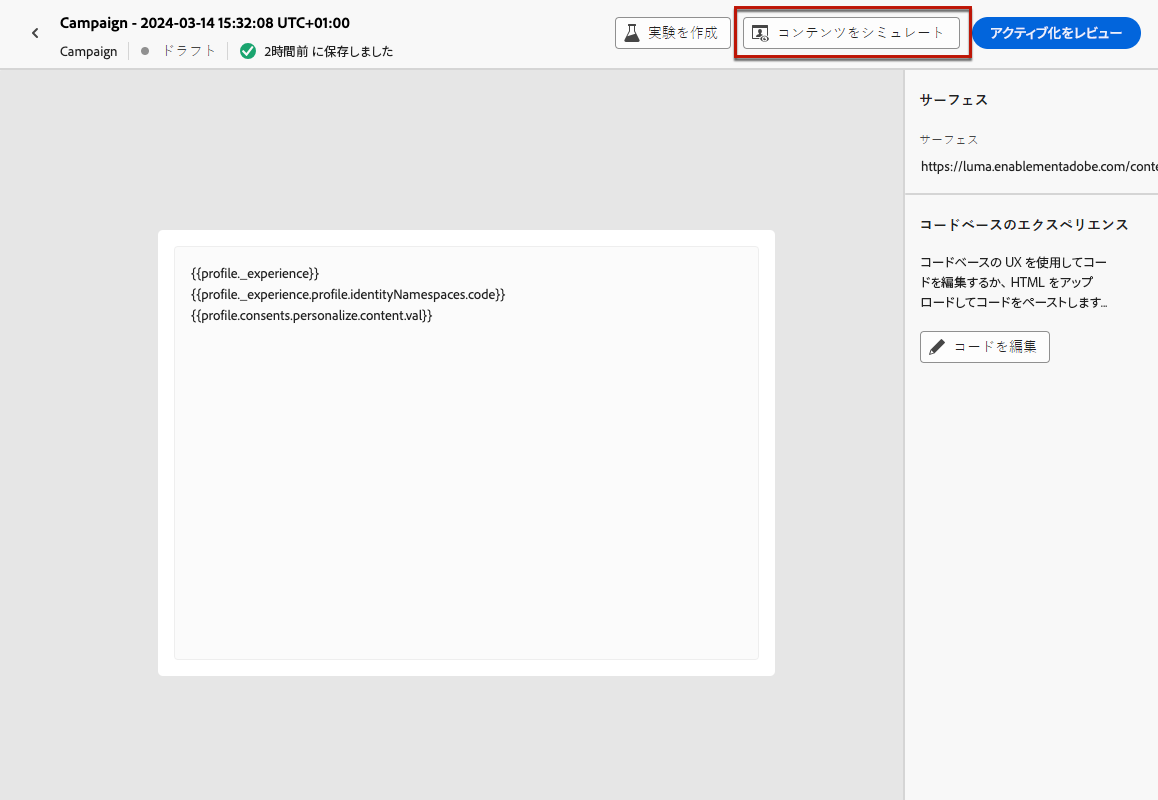 Campaign - 2024-03-14 15:32:08 UTC+01:00
Campaign ドラフト 2時間前 に保存しました
実験を作成 コンテンツをシミュレート アクティブ化をレビュー
{{profile._experience}}
{{profile._experience.profile.identityNamespaces.code}}
{{profile.consents.personalize.content.val}}
サーフェス
サーフェス
https://luma.enablementadobe.com/conte
コードベースのエクスペリエンス
コードベースの UX を使用してコー
ドを編集するか、HTML をアップ
ロードしてコードをペーストします...
コードを編集